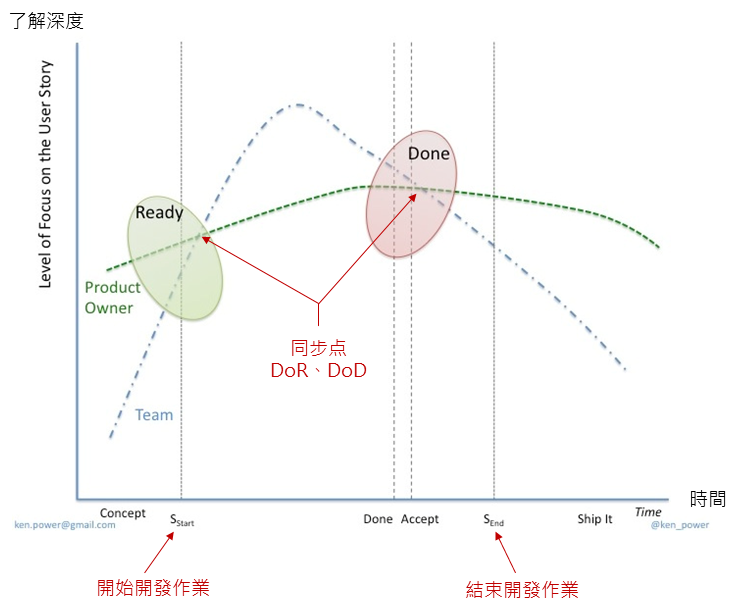 了解深度
Level of Focus on the User Story
Ready
Done
Product
Owner
同步点
DoR、DoD
Team
Concept
SStart
Done
Accept
SEnd
Ship It
Time
時間
ken.power@gmail.com
@ken_power
開始開發作業
結束開發作業